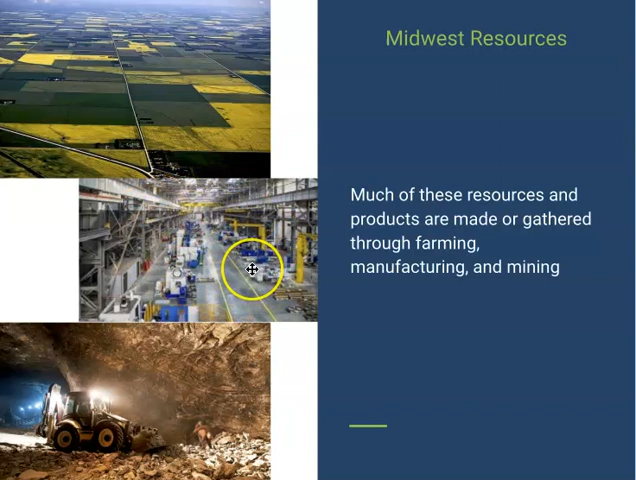 Midwest Resources
Much of these resources and
products are made or gathered
through farming,
manufacturing, and mining